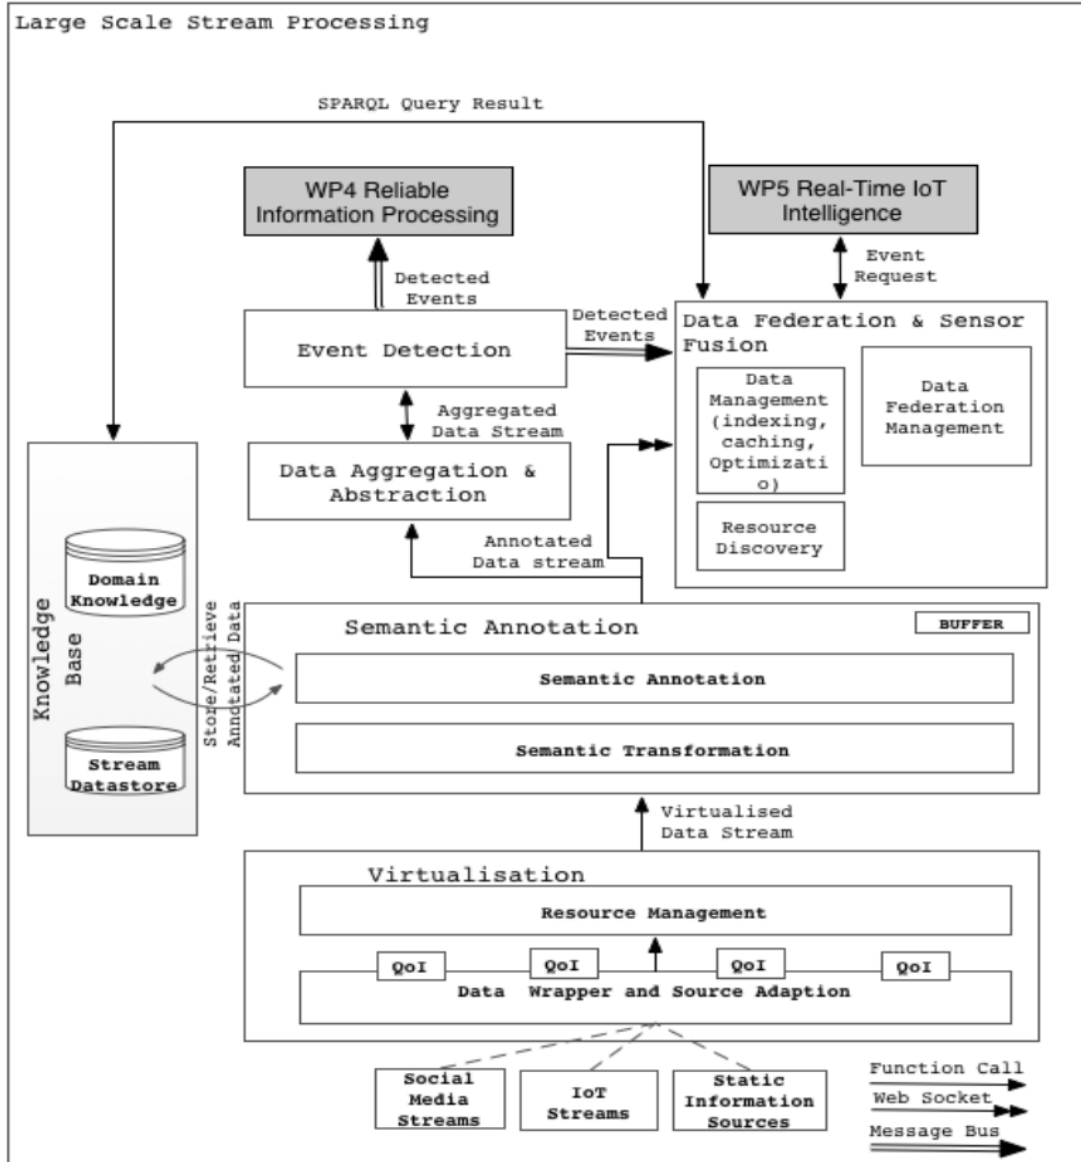 Large Scale Stream Processing
SPARQL Query Result
WP4 Reliable
Information Processing
WP5 Real-Time IoT
Intelligence
Detected
Events
Event
Request
Event Detection
Detected
Events
Data Federation & Sensor
Fusion
Data
Management
(indexing,
caching,
Optimizati
o)
Data
Federation
Management
Resource
Discovery
Aggregated
Data Stream
Data Aggregation &
Abstraction
Annotated
Data stream
Knowledge
Base
Domain
Knowledge
Stream
Datastore
Store/Retrieve
Annotated Data
Semantic Annotation
BUFFER
Semantic Annotation
Semantic Transformation
Virtualised
Data Stream
Virtualisation
Resource Management
QoI
QoI
QoI
QoI
Data Wrapper and Source Adaption
Social
Media
Streams
IoT
Streams
Static
Information
Sources
Function Call
Web Socket
Message Bus